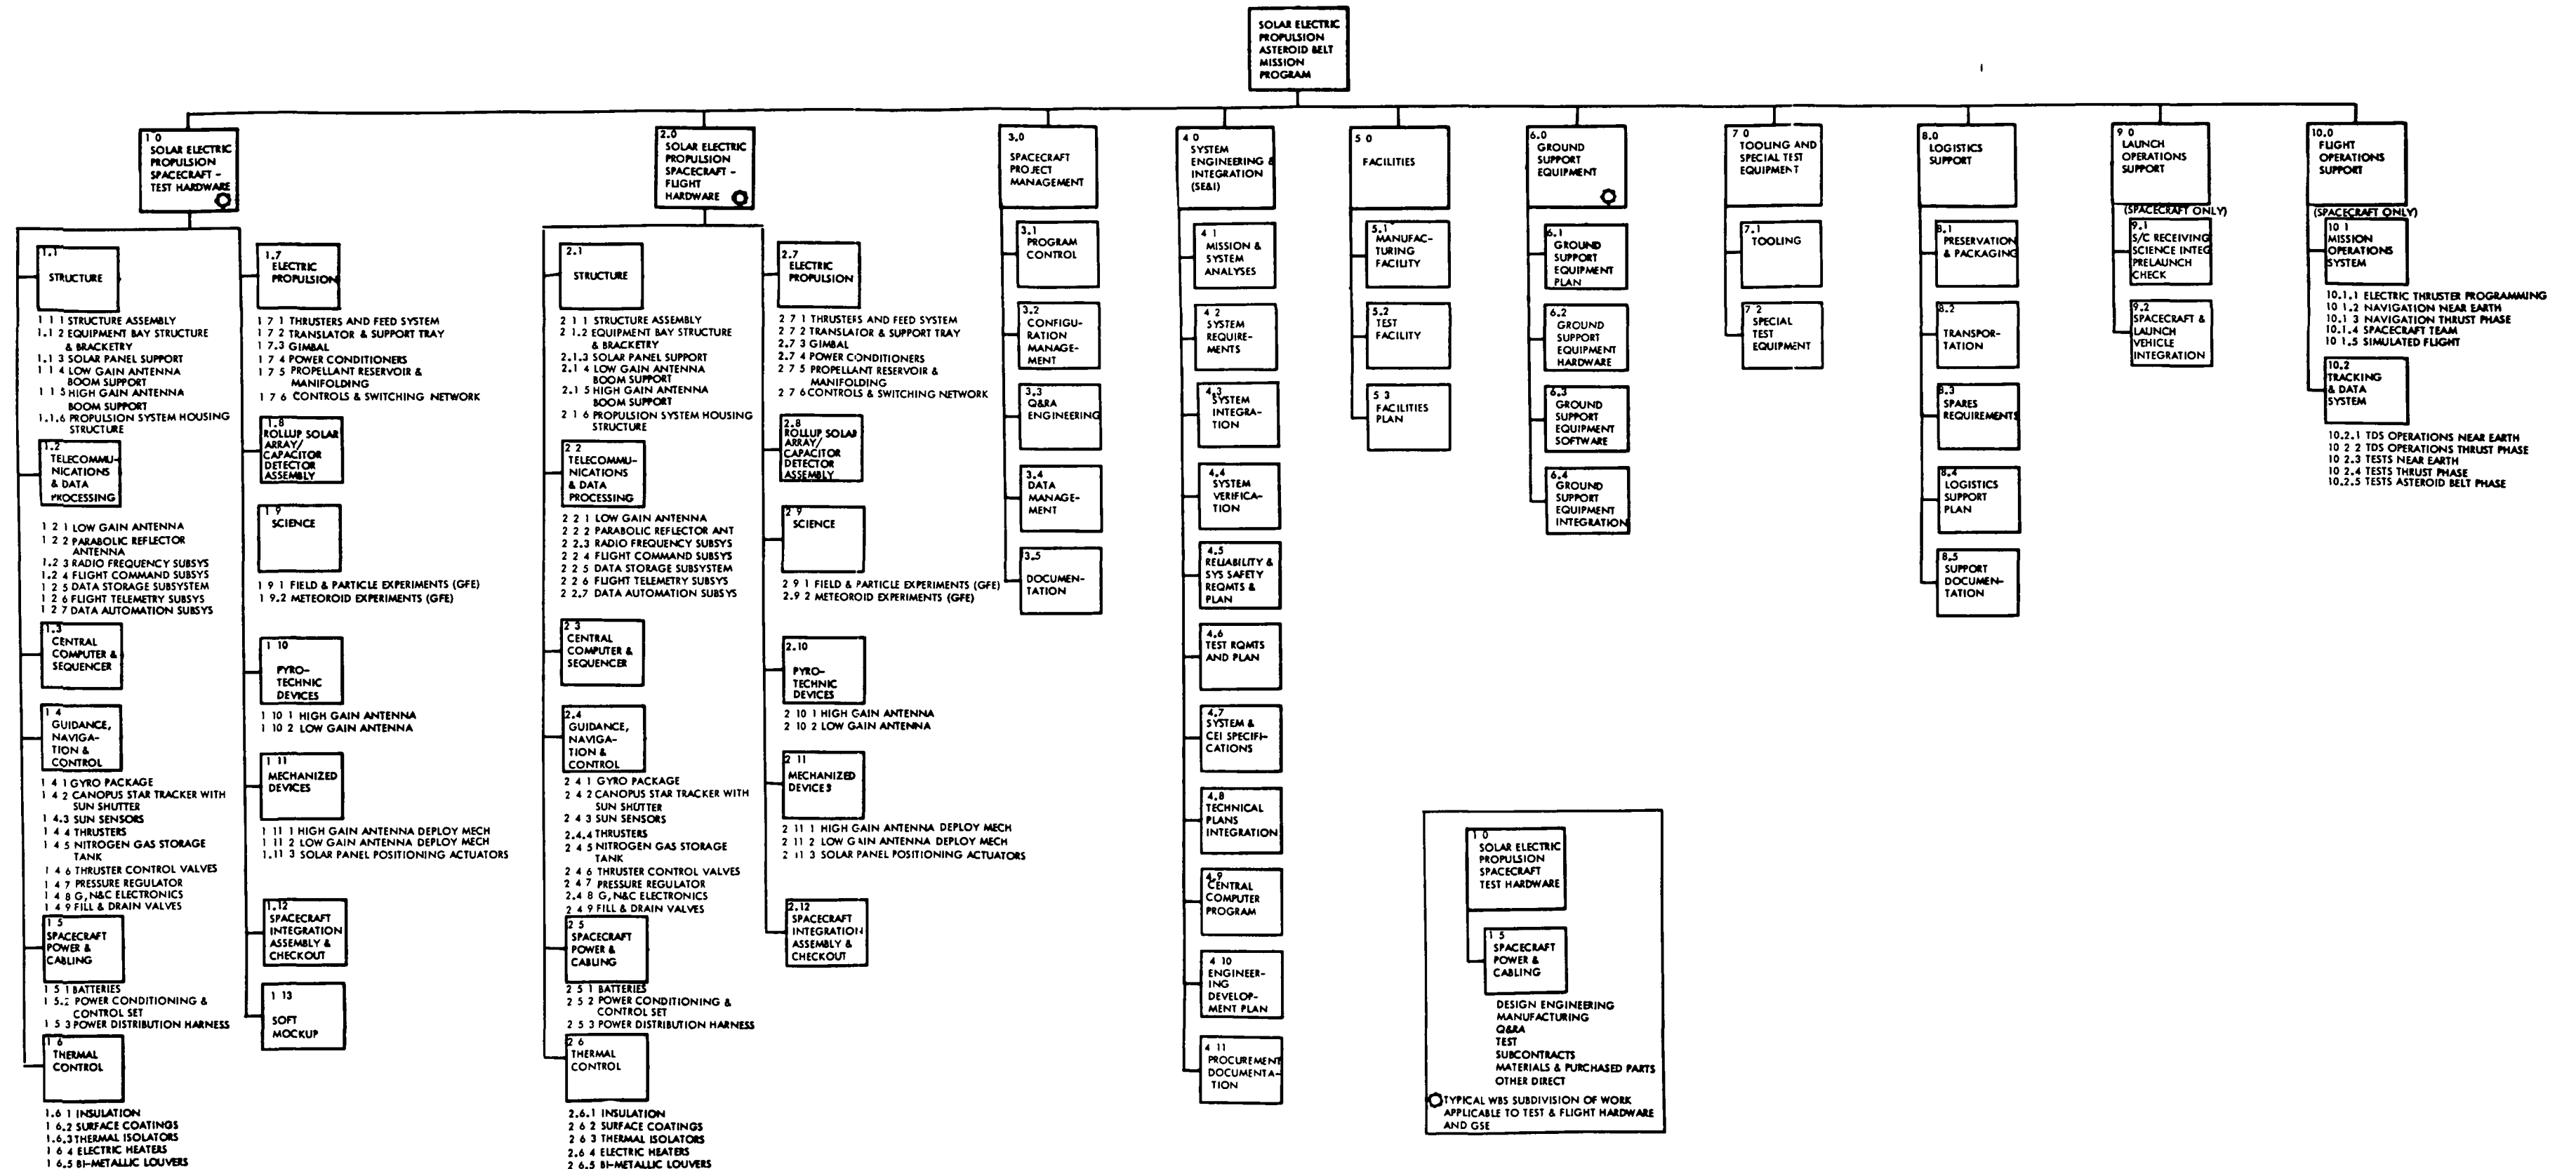 SOLAR ELECTRIC
PROPULSION
ASTEROID BELT
MISSION
PROGRAM
1 0
SOLAR ELECTRIC
PROPULSION
SPACECRAFT -
TEST HARDWARE
1.1
STRUCTURE
1 1 1 STRUCTURE ASSEMBLY
1.1 2 EQUIPMENT BAY STRUCTURE
& BRACKETRY
1.1 3 SOLAR PANEL SUPPORT
1 1 4 LOW GAIN ANTENNA
BOOM SUPPORT
1 1 5 HIGH GAIN ANTENNA
BOOM SUPPORT
1.1.6 PROPULSION SYSTEM HOUSING
STRUCTURE
1.2
TELECOMMU-
NICATIONS
& DATA
PROCESSING
1 2 1 LOW GAIN ANTENNA
1 2 2 PARABOLIC REFLECTOR
ANTENNA
1.2 3 RADIO FREQUENCY SUBSYS
1.2 4 FLIGHT COMMAND SUBSYS
1 2 5 DATA STORAGE SUBSYSTEM
1 2 6 FLIGHT TELEMETRY SUBSYS
1 2 7 DATA AUTOMATION SUBSYS
1.3
CENTRAL
COMPUTER &
SEQUENCER
1 4
GUIDANCE,
NAVIGA-
TION &
CONTROL
1 4 1 GYRO PACKAGE
1 4 2 CANOPUS STAR TRACKER WITH
SUN SHUTTER
1 4.3 SUN SENSORS
1 4 4 THRUSTERS
1 4 5 NITROGEN GAS STORAGE
TANK
1 4 6 THRUSTER CONTROL VALVES
1 4 7 PRESSURE REGULATOR
1 4 8 G,N&C ELECTRONICS
1 4 9 FILL & DRAIN VALVES
1 5
SPACECRAFT
POWER &
CABLING
1 5 1 BATTERIES
1 5.2 POWER CONDITIONING &
CONTROL SET
1 5 3 POWER DISTRIBUTION HARNESS
1 6
THERMAL
CONTROL
1.6 1 INSULATION
1 6.2 SURFACE COATINGS
1.6.3 THERMAL ISOLATORS
1 6 4 ELECTRIC HEATERS
1 6.5 BI-METALLIC LOUVERS
1.7
ELECTRIC
PROPULSION
1 7 1 THRUSTERS AND FEED SYSTEM
1 7 2 TRANSLATOR & SUPPORT TRAY
1 7.3 GIMBAL
1 7 4 POWER CONDITIONERS
1 7 5 PROPELLANT RESERVOIR &
MANIFOLDING
1 7 6 CONTROLS & SWITCHING NETWORK
1.8
ROLLUP SOLAR
ARRAY/
CAPACITOR
DETECTOR
ASSEMBLY
1 9
SCIENCE
1 9 1 FIELD & PARTICLE EXPERIMENTS (GFE)
1 9.2 METEOROID EXPERIMENTS (GFE)
1 10
PYRO-
TECHNIC
DEVICES
1 10 1 HIGH GAIN ANTENNA
1 10 2 LOW GAIN ANTENNA
1 11
MECHANIZED
DEVICES
1 11 1 HIGH GAIN ANTENNA DEPLOY MECH
1 11 2 LOW GAIN ANTENNA DEPLOY MECH
1.11 3 SOLAR PANEL POSITIONING ACTUATORS
1.12
SPACECRAFT
INTEGRATION
ASSEMBLY &
CHECKOUT
1 13
SOFT
MOCKUP
2.0
SOLAR ELECTRIC
PROPULSION
SPACECRAFT -
FLIGHT
HARDWARE
2.1
STRUCTURE
2 1 1 STRUCTURE ASSEMBLY
2 1.2 EQUIPMENT BAY STRUCTURE
& BRACKETRY
2.1.3 SOLAR PANEL SUPPORT
2.1 4 LOW GAIN ANTENNA
BOOM SUPPORT
2.1 5 HIGH GAIN ANTENNA
BOOM SUPPORT
2 1 6 PROPULSION SYSTEM HOUSING
STRUCTURE
2 2
TELECOMMU-
NICATIONS
& DATA
PROCESSING
2 2 1 LOW GAIN ANTENNA
2 2 2 PARABOLIC REFLECTOR ANT
2 2.3 RADIO FREQUENCY SUBSYS
2 2 4 FLIGHT COMMAND SUBSYS
2 2 5 DATA STORAGE SUBSYSTEM
2 2 6 FLIGHT TELEMETRY SUBSYS
2 2.7 DATA AUTOMATION SUBSYS
2 3
CENTRAL
COMPUTER &
SEQUENCER
2.4
GUIDANCE,
NAVIGA-
TION &
CONTROL
2 4 1 GYRO PACKAGE
2 4 2 CANOPUS STAR TRACKER WITH
SUN SHUTTER
2 4 3 SUN SENSORS
2.4.4 THRUSTERS
2 4 5 NITROGEN GAS STORAGE
TANK
2 4 6 THRUSTER CONTROL VALVES
2 4 7 PRESSURE REGULATOR
2.4 8 G,N&C ELECTRONICS
2 4 9 FILL & DRAIN VALVES
2 5
SPACECRAFT
POWER &
CABLING
2 5 1 BATTERIES
2 5 2 POWER CONDITIONING &
CONTROL SET
2 5 3 POWER DISTRIBUTION HARNESS
2 6
THERMAL
CONTROL
2.6.1 INSULATION
2 6 2 SURFACE COATINGS
2 6 3 THERMAL ISOLATORS
2.6 4 ELECTRIC HEATERS
2 6.5 BI-METALLIC LOUVERS
2.7
ELECTRIC
PROPULSION
2 7 1 THRUSTERS AND FEED SYSTEM
2 7 2 TRANSLATOR & SUPPORT TRAY
2.7 3 GIMBAL
2.7 4 POWER CONDITIONERS
2 7 5 PROPELLANT RESERVOIR &
MANIFOLDING
2 7 6 CONTROLS & SWITCHING NETWORK
2.8
ROLLUP SOLAR
ARRAY/
CAPACITOR
DETECTOR
ASSEMBLY
2 9
SCIENCE
2 9 1 FIELD & PARTICLE EXPERIMENTS (GFE)
2.9 2 METEOROID EXPERIMENTS (GFE)
2.10
PYRO-
TECHNIC
DEVICES
2 10 1 HIGH GAIN ANTENNA
2 10 2 LOW GAIN ANTENNA
2 11
MECHANIZED
DEVICES
2 11 1 HIGH GAIN ANTENNA DEPLOY MECH
2 11 2 LOW GAIN ANTENNA DEPLOY MECH
2 11 3 SOLAR PANEL POSITIONING ACTUATORS
2.12
SPACECRAFT
INTEGRATION
ASSEMBLY &
CHECKOUT
3.0
SPACECRAFT
PROJECT
MANAGEMENT
3.1
PROGRAM
CONTROL
3.2
CONFIGU-
RATION
MANAGE-
MENT
3.3
Q&RA
ENGINEERING
3.4
DATA
MANAGE-
MENT
3.5
DOCUMEN-
TATION
4 0
SYSTEM
ENGINEERING &
INTEGRATION
(SE&I)
4 1
MISSION &
SYSTEM
ANALYSES
4 2
SYSTEM
REQUIRE-
MENTS
4.3
SYSTEM
INTEGRA-
TION
4.4
SYSTEM
VERIFICA-
TION
4.5
RELIABILITY &
SYS SAFETY
REQMTS &
PLAN
4.6
TEST RQMTS
AND PLAN
4.7
SYSTEM &
CEI SPECIFI-
CATIONS
4.8
TECHNICAL
PLANS
INTEGRATION
4.9
CENTRAL
COMPUTER
PROGRAM
4 10
ENGINEER-
ING
DEVELOP-
MENT PLAN
4 11
PROCUREMENT
DOCUMENTA-
TION
5 0
FACILITIES
5.1
MANUFAC-
TURING
FACILITY
5.2
TEST
FACILITY
5 3
FACILITIES
PLAN
6.0
GROUND
SUPPORT
EQUIPMENT
6.1
GROUND
SUPPORT
EQUIPMENT
PLAN
6.2
GROUND
SUPPORT
EQUIPMENT
HARDWARE
6.3
GROUND
SUPPORT
EQUIPMENT
SOFTWARE
6.4
GROUND
SUPPORT
EQUIPMENT
INTEGRATION
7 0
TOOLING AND
SPECIAL TEST
EQUIPMENT
7.1
TOOLING
7 2
SPECIAL
TEST
EQUIPMENT
8.0
LOGISTICS
SUPPORT
8.1
PRESERVATION
& PACKAGING
8.2
TRANSPOR-
TATION
8.3
SPARES
REQUIREMENTS
8.4
LOGISTICS
SUPPORT
PLAN
8.5
SUPPORT
DOCUMEN-
TATION
9 0
LAUNCH
OPERATIONS
SUPPORT
(SPACECRAFT ONLY)
9.1
S/C RECEIVING
SCIENCE INTEG
PRELAUNCH
CHECK
9.2
SPACECRAFT &
LAUNCH
VEHICLE
INTEGRATION
10.0
FLIGHT
OPERATIONS
SUPPORT
(SPACECRAFT ONLY)
10 1
MISSION
OPERATIONS
SYSTEM
10.1.1 ELECTRIC THRUSTER PROGRAMMING
10.1.2 NAVIGATION NEAR EARTH
10.1 3 NAVIGATION THRUST PHASE
10.1.4 SPACECRAFT TEAM
10 1.5 SIMULATED FLIGHT
10.2
TRACKING
& DATA
SYSTEM
10.2.1 TDS OPERATIONS NEAR EARTH
10 2 2 TDS OPERATIONS THRUST PHASE
10 2.3 TESTS NEAR EARTH
10 2.4 TESTS THRUST PHASE
10.2.5 TESTS ASTEROID BELT PHASE
1 0
SOLAR ELECTRIC
PROPULSION
SPACECRAFT
TEST HARDWARE
1 5
SPACECRAFT
POWER &
CABLING
DESIGN ENGINEERING
MANUFACTURING
Q&RA
TEST
SUBCONTRACTS
MATERIALS & PURCHASED PARTS
OTHER DIRECT
TYPICAL WBS SUBDIVISION OF WORK
APPLICABLE TO TEST & FLIGHT HARDWARE
AND GSE